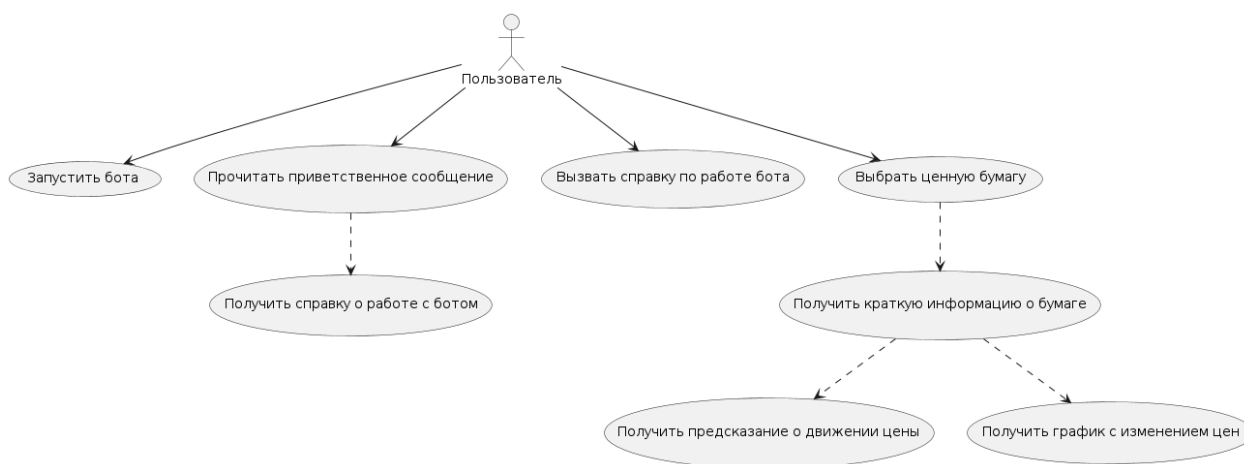 Пользователь
Запустить бота
Прочитать приветственное сообщение
Вызвать справку по работе бота
Выбрать ценную бумагу
Получить справку о работе с ботом
Получить краткую информацию о бумаге
Получить предсказание о движении цены
Получить график с изменением цен